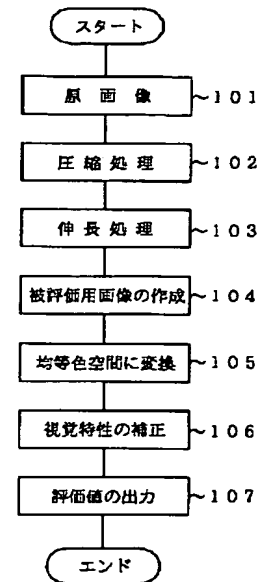 スタート
原画像 ~101
圧縮処理 ~102
伸長処理 ~103
被評価用画像の作成 ~104
均等色空間に変換 ~105
視覚特性の補正 ~106
評価値の出力 ~107
エンド